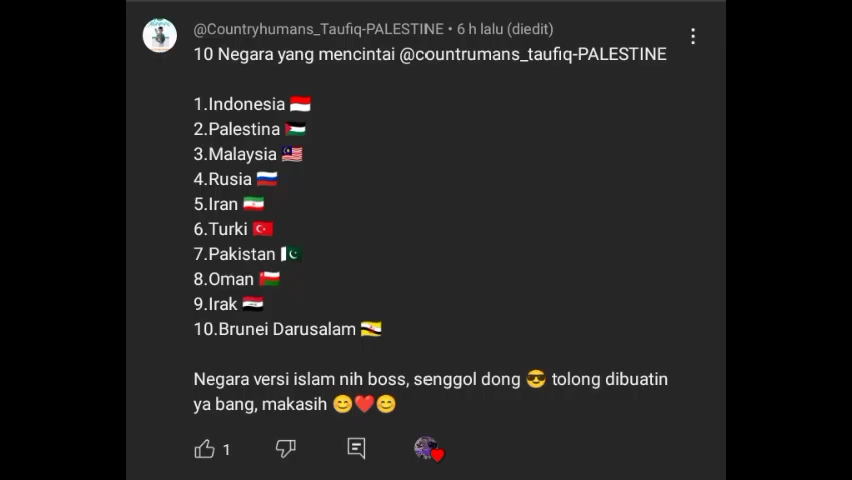 @Countryhumans_Taufiq-PALESTINE • 6 h lalu (diedit)
10 Negara yang mencintai @countrumans_taufiq-PALESTINE
1.Indonesia 🇮🇩
2.Palestina 🇵🇸
3.Malaysia 🇲🇾
4.Rusia 🇷🇺
5.Iran 🇮🇷
6.Turki 🇹🇷
7.Pakistan 🇵🇰
8.Oman 🇴🇲
9.Irak 🇮🇶
10.Brunei Darusalam 🇧🇳
Negara versi islam nih boss, senggol dong 😎 tolong dibuatin
ya bang, makasih 😊❤️😊
1